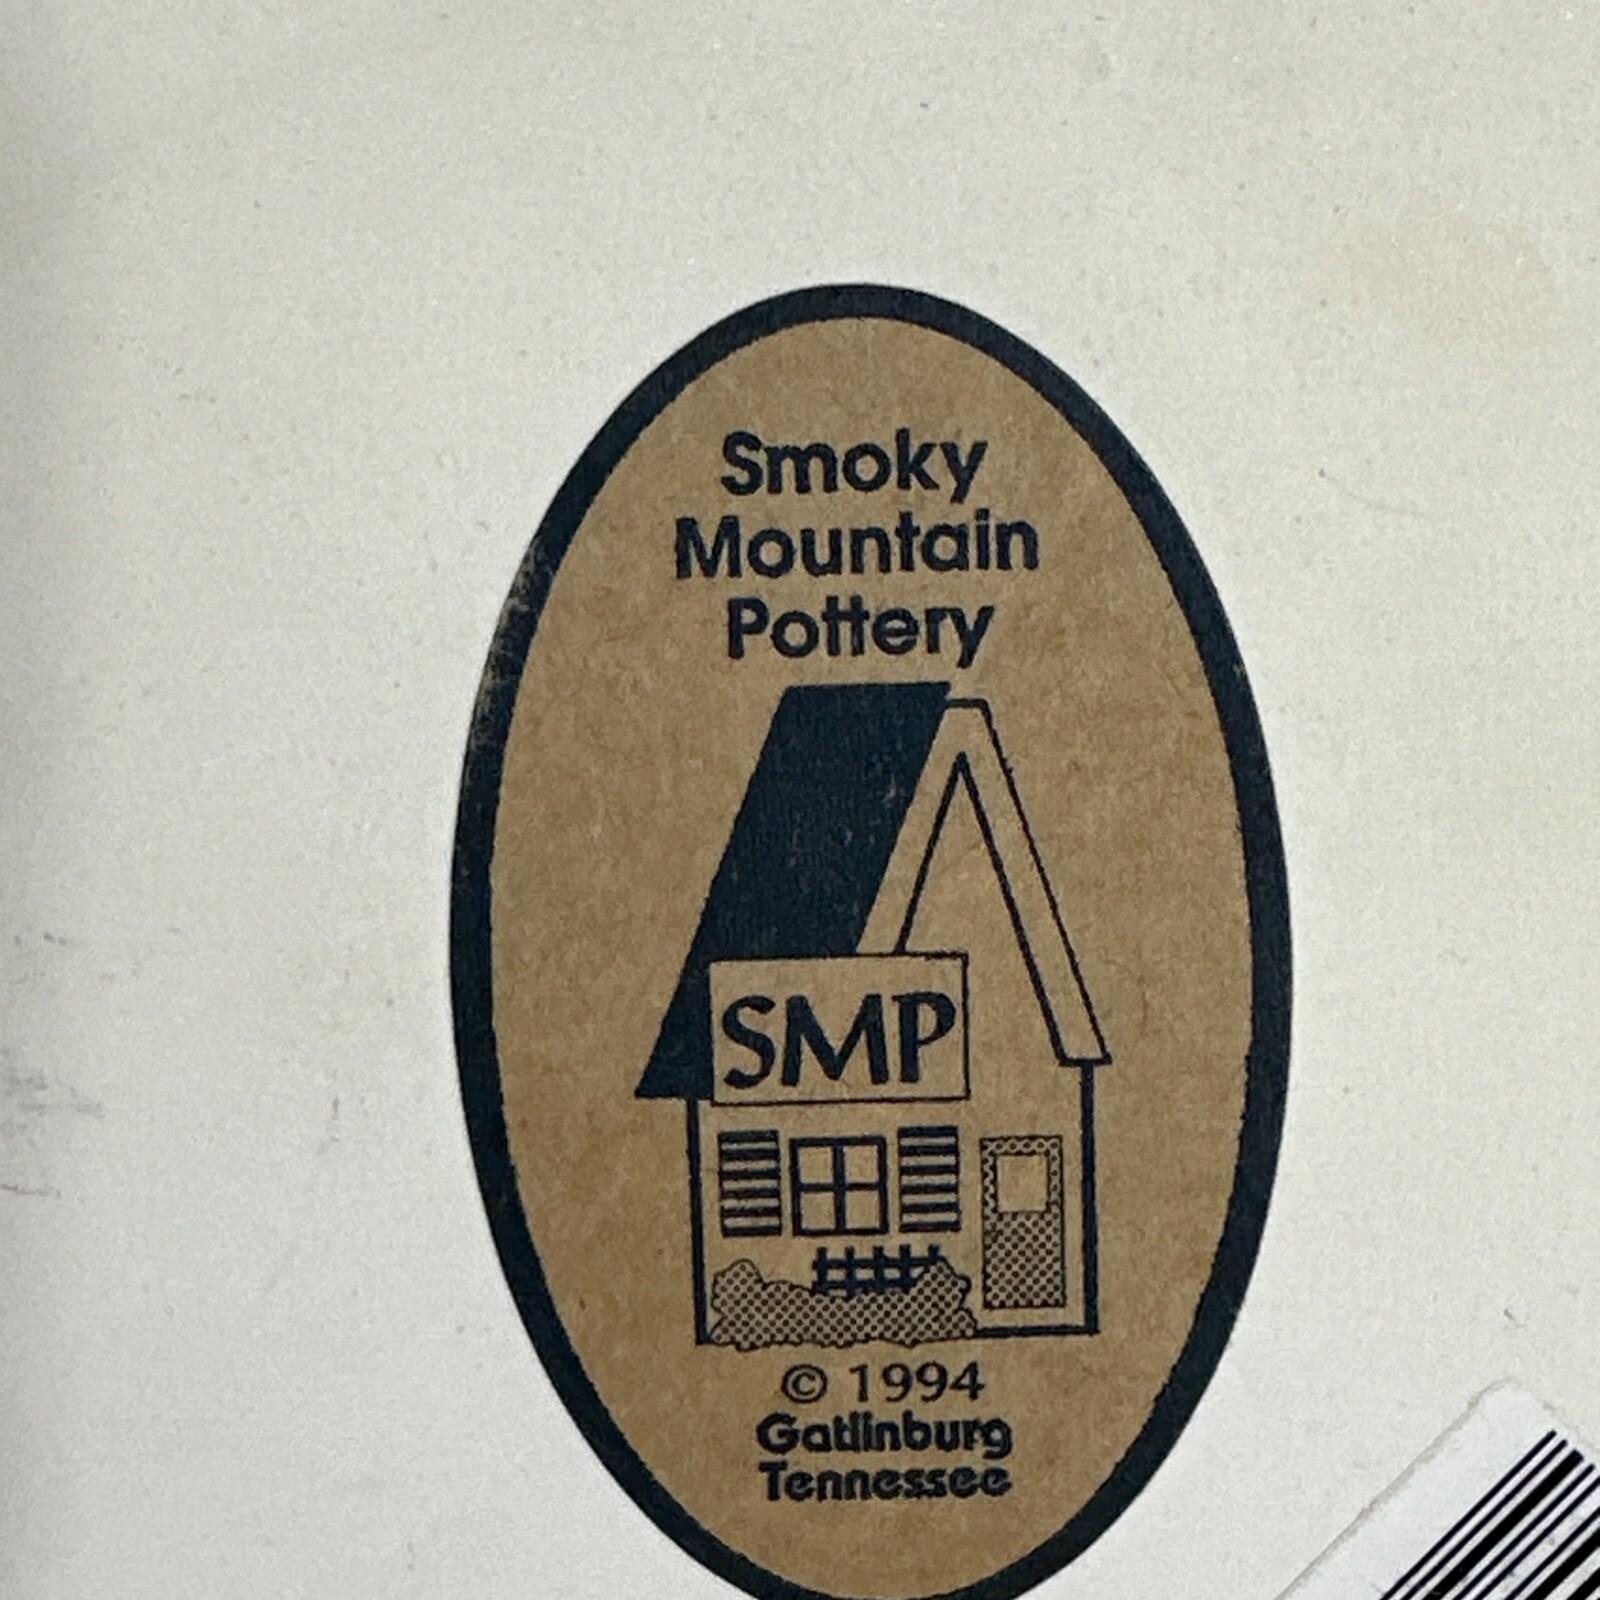 Smoky
Mountain
Pottery
SMP
© 1994
Gatlinburg
Tennessee